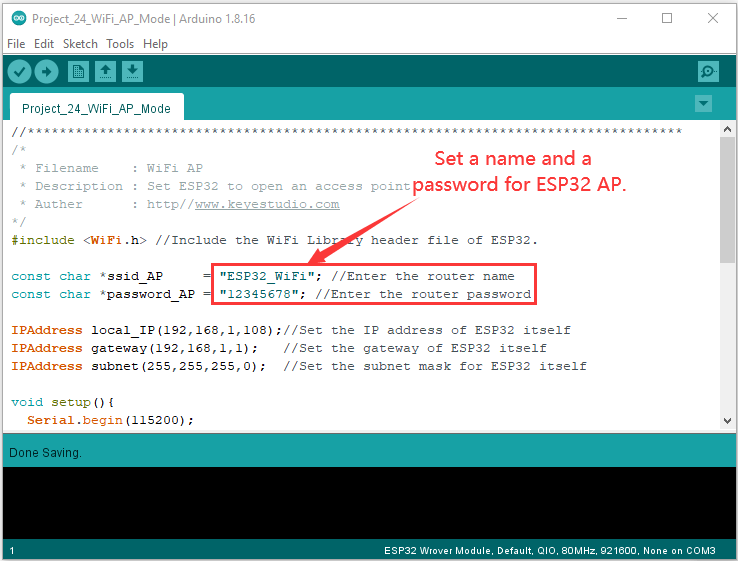 Project_24_WiFi_AP_Mode | Arduino 1.8.16
File Edit Sketch Tools Help
Project_24_WiFi_AP_Mode
//**********************************************************************************
/*
 * Filename    : WiFi AP
 * Description : Set ESP32 to open an access point
 * Auther      : http//www.keyestudio.com
*/
#include <WiFi.h> //Include the WiFi Library header file of ESP32.
Set a name and a
password for ESP32 AP.
const char *ssid_AP     = "ESP32_WiFi"; //Enter the router name
const char *password_AP = "12345678"; //Enter the router password
IPAddress local_IP(192,168,1,108);//Set the IP address of ESP32 itself
IPAddress gateway(192,168,1,1);   //Set the gateway of ESP32 itself
IPAddress subnet(255,255,255,0);  //Set the subnet mask for ESP32 itself
void setup(){
  Serial.begin(115200);
Done Saving.
1
ESP32 Wrover Module, Default, QIO, 80MHz, 921600, None on COM3